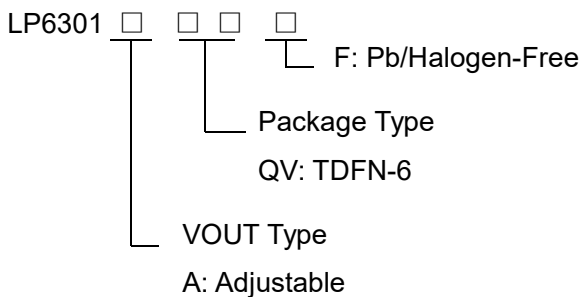 LP6301 □ □ □ □
F: Pb/Halogen-Free
Package Type
QV: TDFN-6
VOUT Type
A: Adjustable